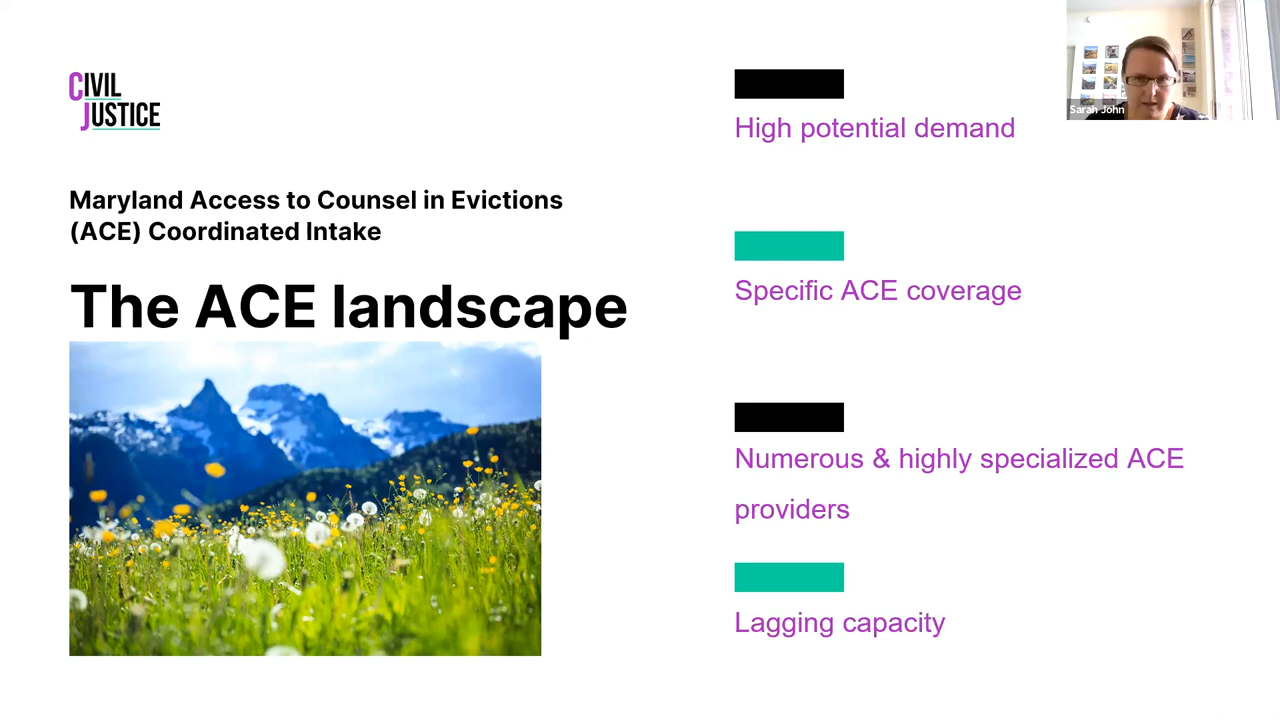 CIVIL
JUSTICE
Maryland Access to Counsel in Evictions
(ACE) Coordinated Intake
The ACE landscape
High potential demand
Specific ACE coverage
Numerous & highly specialized ACE
providers
Lagging capacity
Sarah John